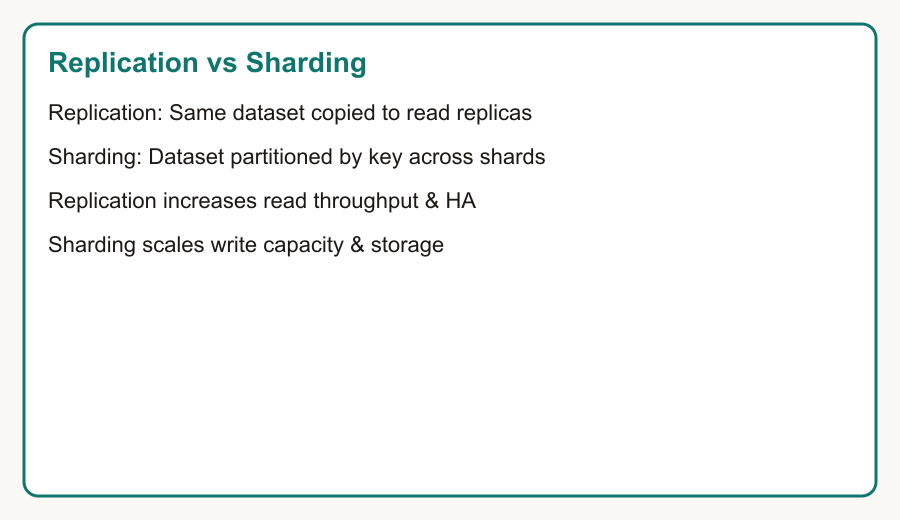 Replication vs Sharding
Replication: Same dataset copied to read replicas
Sharding: Dataset partitioned by key across shards
Replication increases read throughput & HA
Sharding scales write capacity & storage